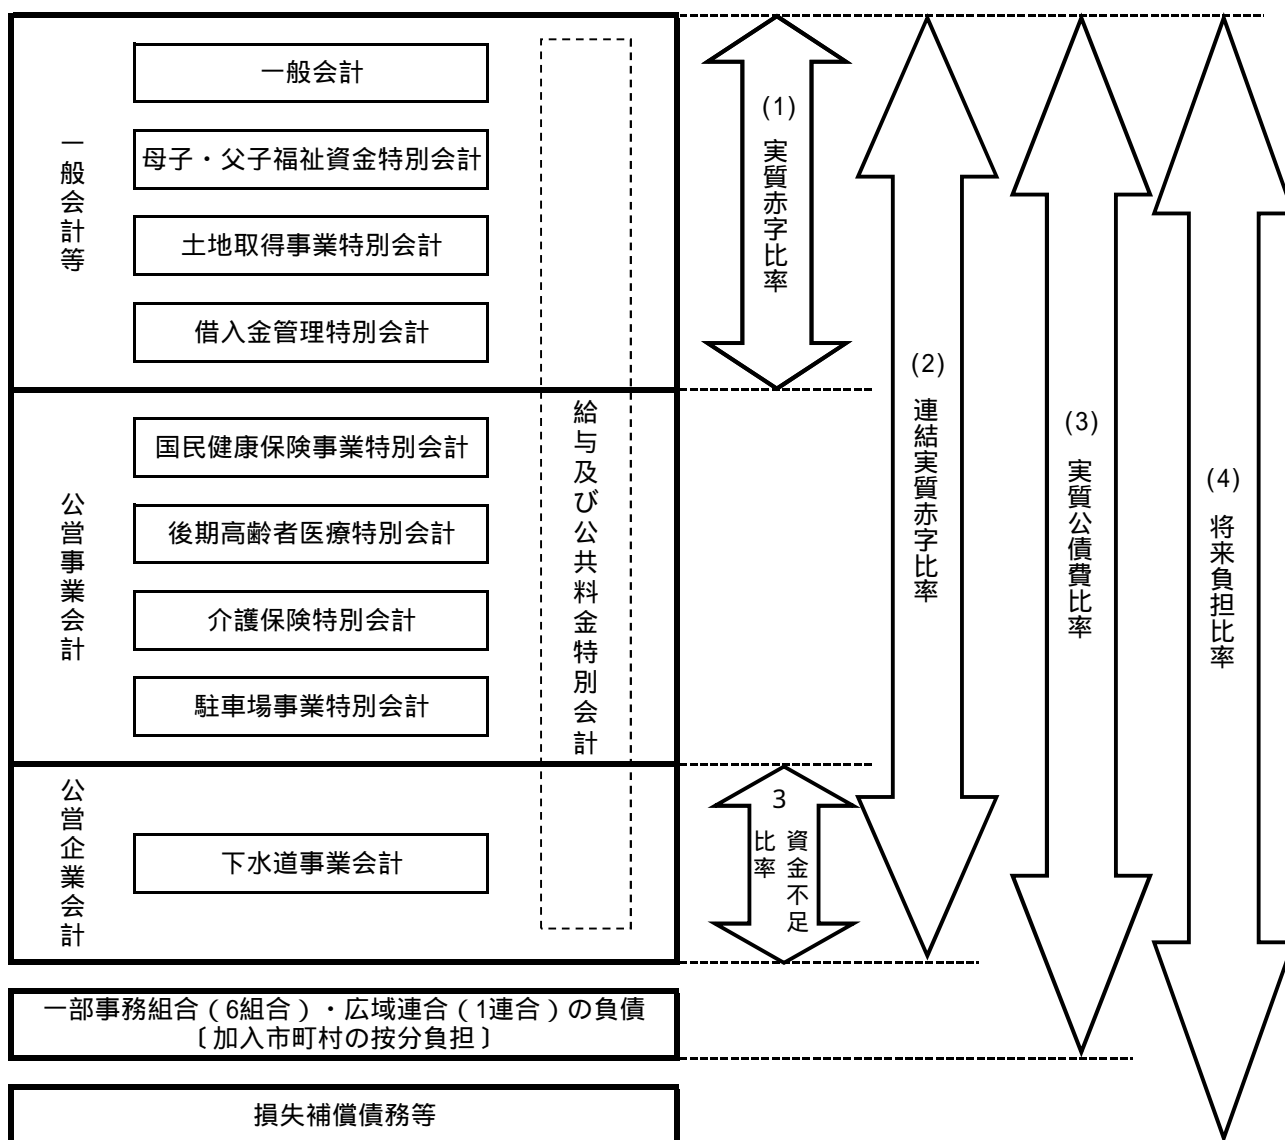 一般会計等
一般会計
母子・父子福祉資金特別会計
土地取得事業特別会計
借入金管理特別会計
公営事業会計
国民健康保険事業特別会計
後期高齢者医療特別会計
介護保険特別会計
駐車場事業特別会計
公営企業会計
下水道事業会計
給与及び公共料金特別会計
(1) 実質赤字比率
(2) 連結実質赤字比率
(3) 実質公債費比率
(4) 将来負担比率
3
資金不足
比率
一部事務組合(6組合)・広域連合(1連合)の負債
〔加入市町村の按分負担〕
損失補償債務等